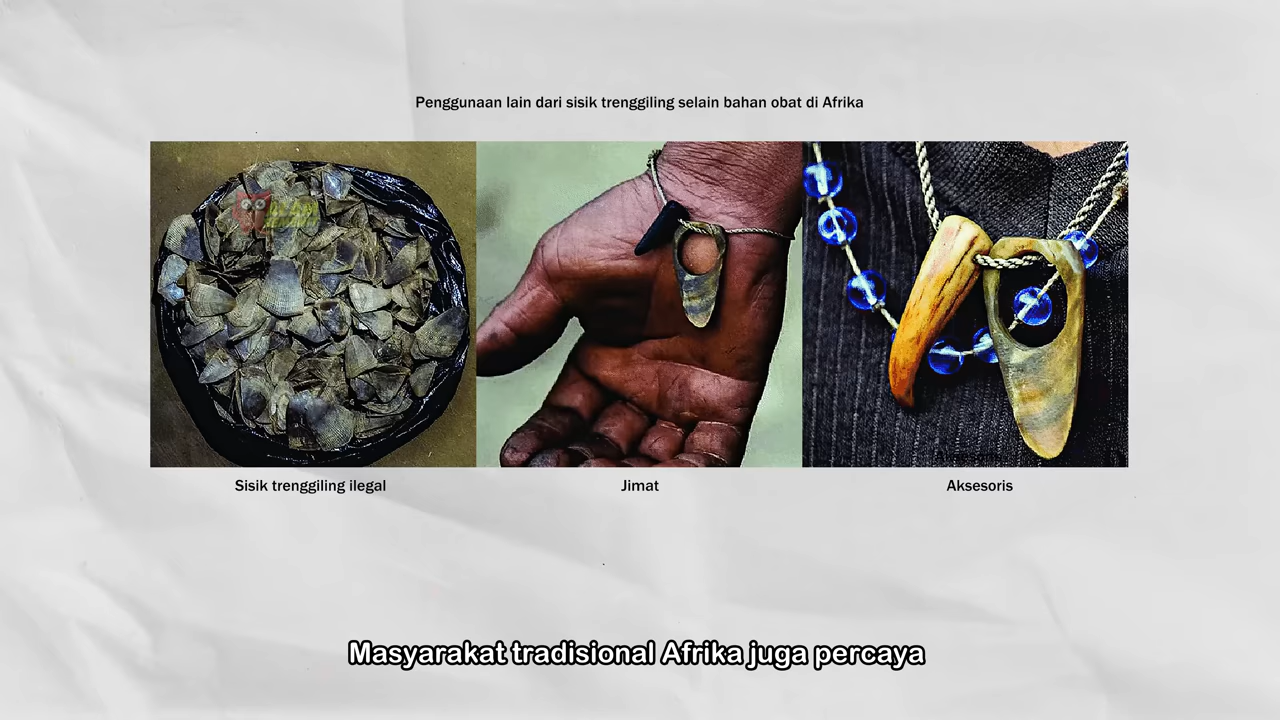 Penggunaan lain dari sisik trenggiling selain bahan obat di Afrika
Sisik trenggiling ilegal
Jimat
Aksesoris
Masyarakat tradisional Afrika juga percaya